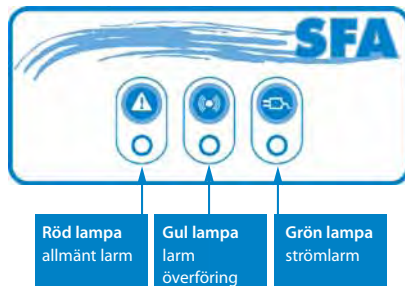 SFA
Röd lampa
allmänt larm
Gul lampa
larm
överföring
Grön lampa
strömlarm